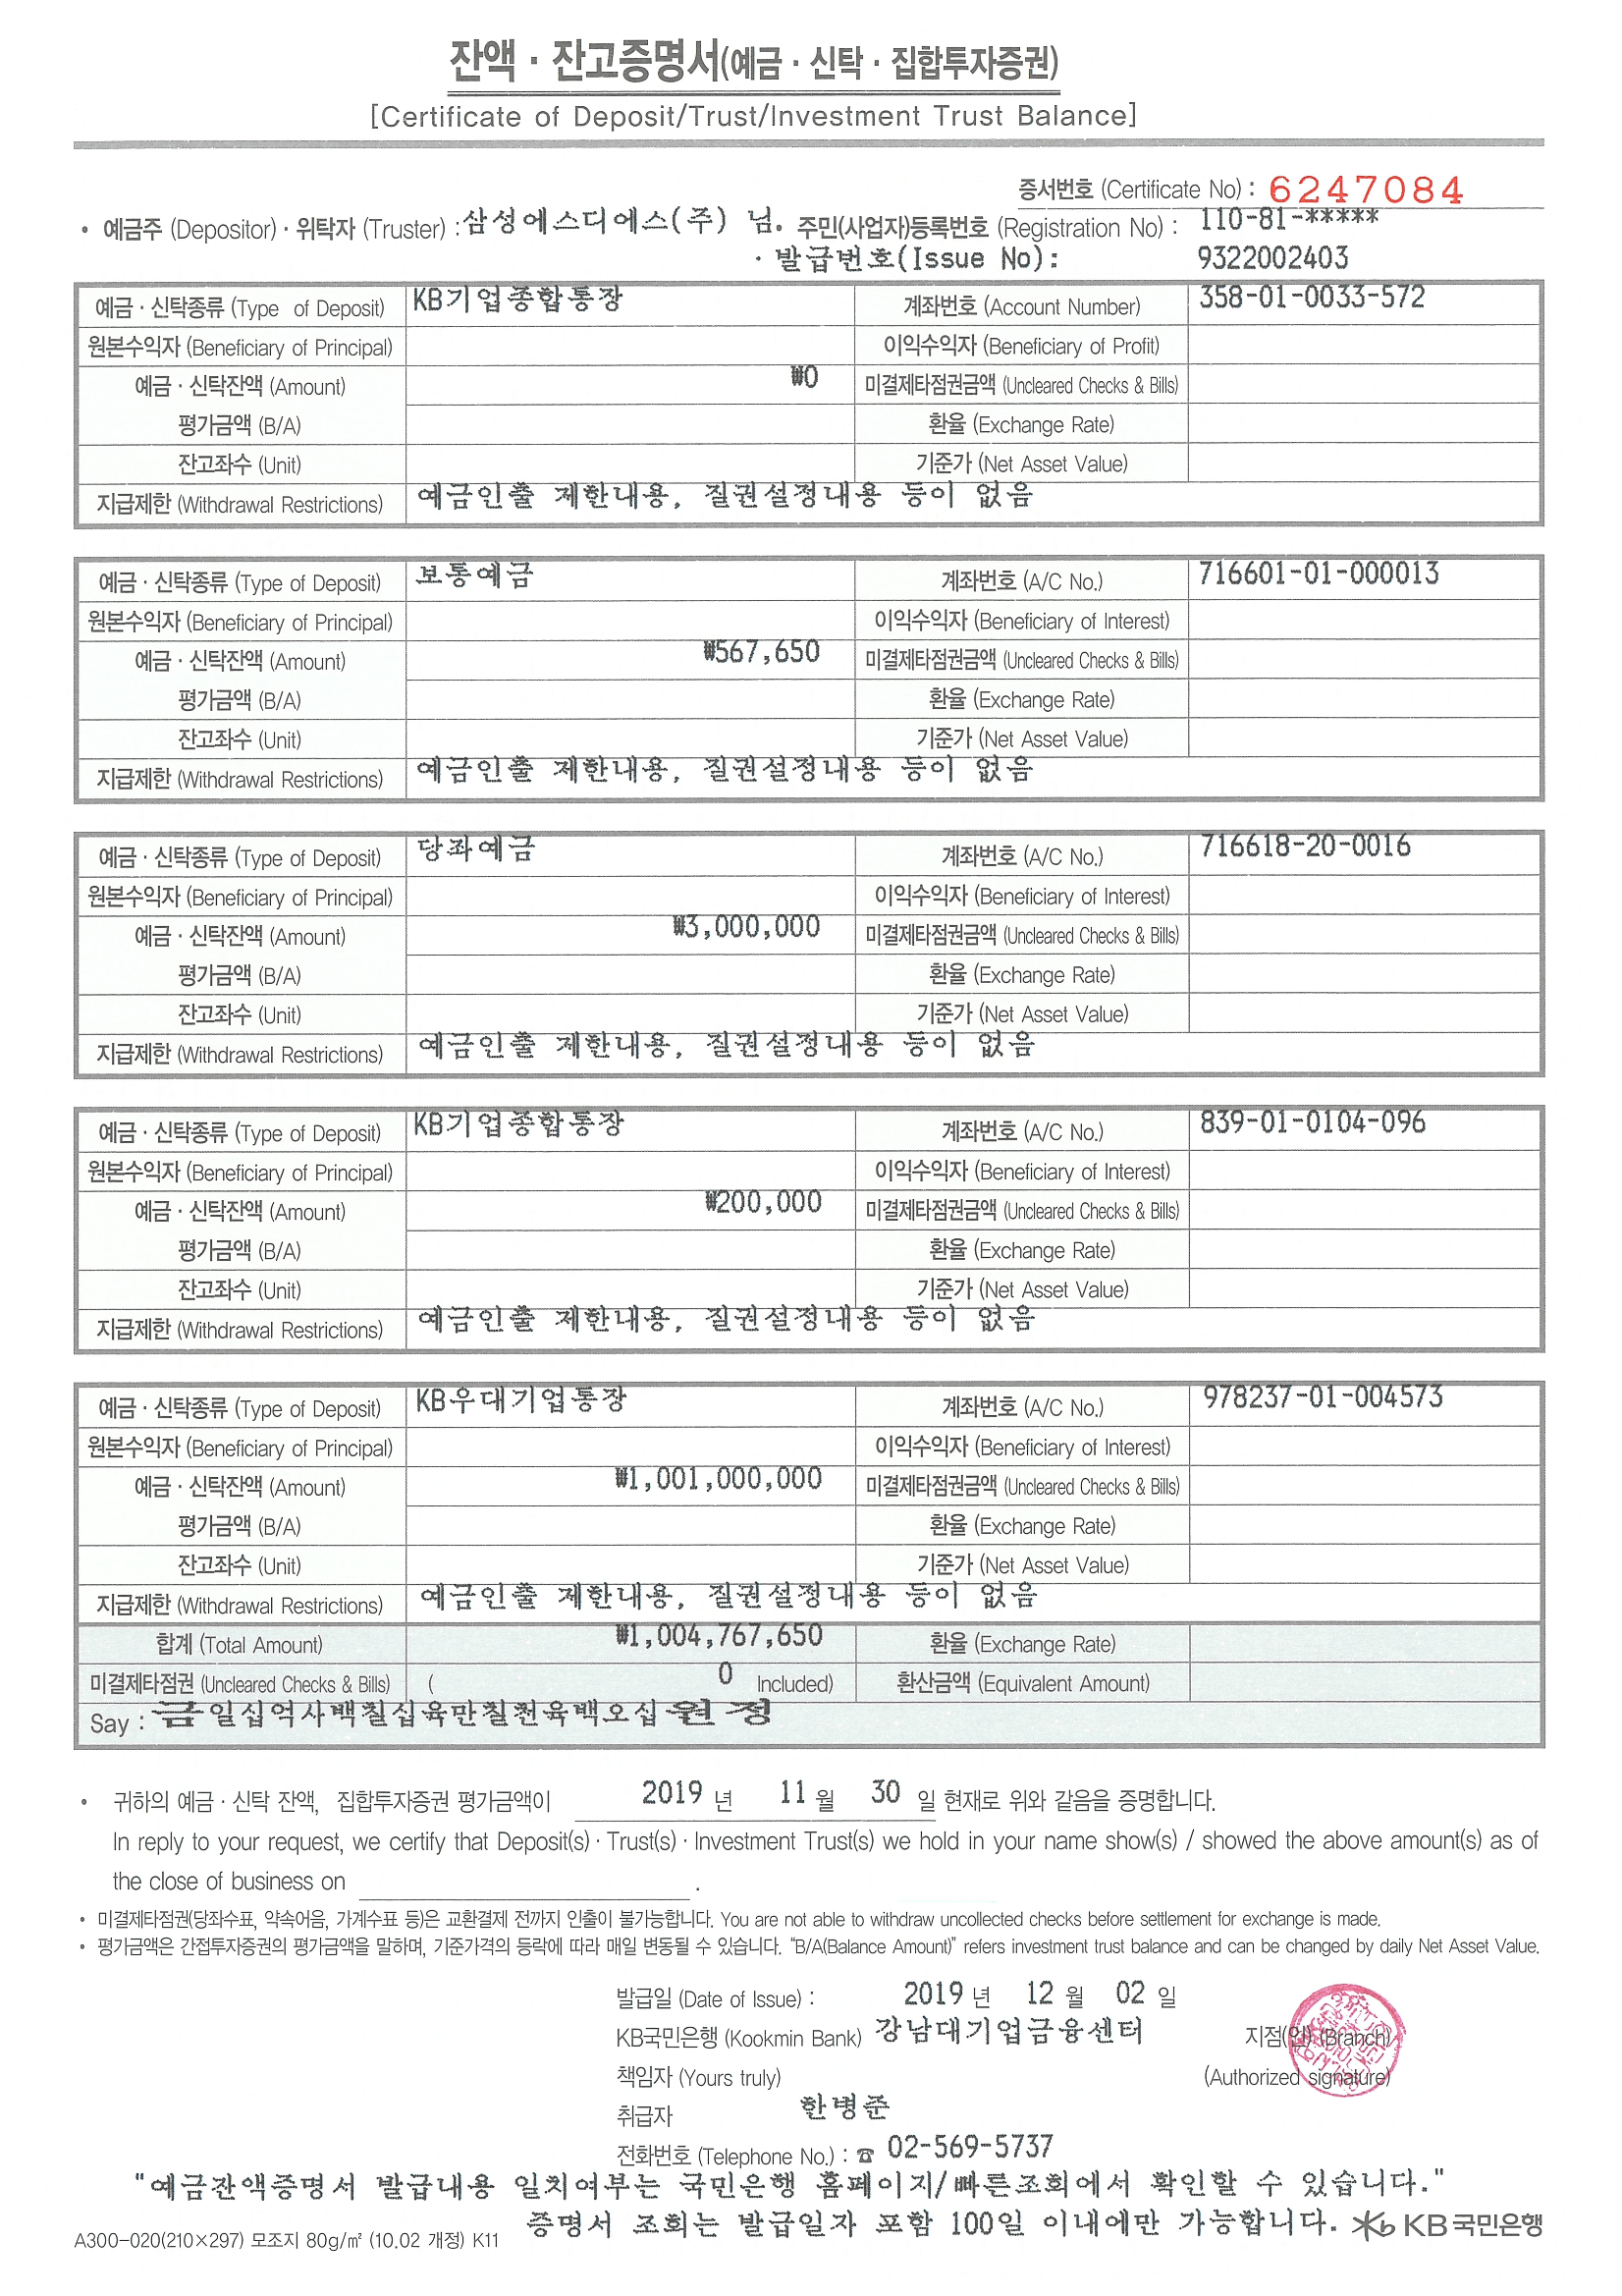 잔액 · 잔고증명서(예금 · 신탁 · 집합투자증권)
[Certificate of Deposit/Trust/Investment Trust Balance]
증서번호 (Certificate No) : 6247084
• 예금주 (Depositor) · 위탁자 (Truster) : 삼성에스디에스(주) 님 • 주민(사업자)등록번호 (Registration No) : 110-81-*****
· 발급번호(Issue No): 9322002403
예금 · 신탁종류 (Type of Deposit) KB기업종합통장 계좌번호 (Account Number) 358-01-0033-572
원본수익자 (Beneficiary of Principal) 이익수익자 (Beneficiary of Profit)
예금 · 신탁잔액 (Amount) ₩0 미결제타점권금액 (Uncleared Checks & Bills)
평가금액 (B/A) 환율 (Exchange Rate)
잔고좌수 (Unit) 기준가 (Net Asset Value)
지급제한 (Withdrawal Restrictions) 예금인출 제한내용, 질권설정내용 등이 없음
예금 · 신탁종류 (Type of Deposit) 보통예금 계좌번호 (A/C No.) 716601-01-000013
원본수익자 (Beneficiary of Principal) 이익수익자 (Beneficiary of Interest)
예금 · 신탁잔액 (Amount) ₩567,650 미결제타점권금액 (Uncleared Checks & Bills)
평가금액 (B/A) 환율 (Exchange Rate)
잔고좌수 (Unit) 기준가 (Net Asset Value)
지급제한 (Withdrawal Restrictions) 예금인출 제한내용, 질권설정내용 등이 없음
예금 · 신탁종류 (Type of Deposit) 당좌예금 계좌번호 (A/C No.) 716618-20-0016
원본수익자 (Beneficiary of Principal) 이익수익자 (Beneficiary of Interest)
예금 · 신탁잔액 (Amount) ₩3,000,000 미결제타점권금액 (Uncleared Checks & Bills)
평가금액 (B/A) 환율 (Exchange Rate)
잔고좌수 (Unit) 기준가 (Net Asset Value)
지급제한 (Withdrawal Restrictions) 예금인출 제한내용, 질권설정내용 등이 없음
예금 · 신탁종류 (Type of Deposit) KB기업종합통장 계좌번호 (A/C No.) 839-01-0104-096
원본수익자 (Beneficiary of Principal) 이익수익자 (Beneficiary of Interest)
예금 · 신탁잔액 (Amount) ₩200,000 미결제타점권금액 (Uncleared Checks & Bills)
평가금액 (B/A) 환율 (Exchange Rate)
잔고좌수 (Unit) 기준가 (Net Asset Value)
지급제한 (Withdrawal Restrictions) 예금인출 제한내용, 질권설정내용 등이 없음
예금 · 신탁종류 (Type of Deposit) KB우대기업통장 계좌번호 (A/C No.) 978237-01-004573
원본수익자 (Beneficiary of Principal) 이익수익자 (Beneficiary of Interest)
예금 · 신탁잔액 (Amount) ₩1,001,000,000 미결제타점권금액 (Uncleared Checks & Bills)
평가금액 (B/A) 환율 (Exchange Rate)
잔고좌수 (Unit) 기준가 (Net Asset Value)
지급제한 (Withdrawal Restrictions) 예금인출 제한내용, 질권설정내용 등이 없음
합계 (Total Amount) ₩1,004,767,650 환율 (Exchange Rate)
미결제타점권 (Uncleared Checks & Bills) ( 0 Included) 환산금액 (Equivalent Amount)
Say : 금일십억사백칠십육만칠천육백오십원정
• 귀하의 예금 · 신탁 잔액, 집합투자증권 평가금액이 2019 년 11 월 30 일 현재로 위와 같음을 증명합니다.
In reply to your request, we certify that Deposit(s) · Trust(s) · Investment Trust(s) we hold in your name show(s) / showed the above amount(s) as of
the close of business on .
• 미결제타점권(당좌수표, 약속어음, 가계수표 등)은 교환결제 전까지 인출이 불가능합니다. You are not able to withdraw uncollected checks before settlement for exchange is made.
• 평가금액은 간접투자증권의 평가금액을 말하며, 기준가격의 등락에 따라 매일 변동될 수 있습니다. "B/A(Balance Amount)" refers investment trust balance and can be changed by daily Net Asset Value.
발급일 (Date of Issue) : 2019 년 12 월 02 일
KB국민은행 (Kookmin Bank) 강남대기업금융센터 지점(인) (Branch)
책임자 (Yours truly) (Authorized signature)
취급자 한병준
전화번호 (Telephone No.) : ☎ 02-569-5737
"예금잔액증명서 발급내용 일치여부는 국민은행 홈페이지/빠른조회에서 확인할 수 있습니다."
증명서 조회는 발급일자 포함 100일 이내에만 가능합니다. KB국민은행
A300-020(210×297) 모조지 80g/㎡ (10.02 개정) K11